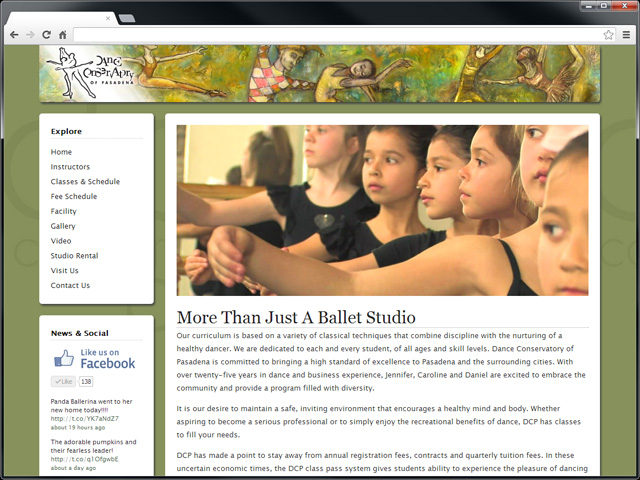 Dance
Conservatory
OF PASADENA
Explore
Home
Instructors
Classes & Schedule
Fee Schedule
Facility
Gallery
Video
Studio Rental
Visit Us
Contact Us
News & Social
Like us on
Facebook
Like 138
Panda Ballerina went to her
new home today!!!!
http://t.co/YK7aNdZ7
about 19 hours ago
The adorable pumpkins and
their fearless leader!
http://t.co/q1OfgwbE
about a day ago
More Than Just A Ballet Studio
Our curriculum is based on a variety of classical techniques that combine discipline with the nurturing of a
healthy dancer. We are dedicated to each and every student, of all ages and skill levels. Dance Conservatory of
Pasadena is committed to bringing a high standard of excellence to Pasadena and the surrounding cities. With
over twenty-five years in dance and business experience, Jennifer, Caroline and Daniel are excited to embrace the
community and provide a program filled with diversity.
It is our desire to maintain a safe, inviting environment that encourages a healthy mind and body. Whether
aspiring to become a serious professional or to simply enjoy the recreational benefits of dance, DCP has classes
to fill your needs.
DCP has made a point to stay away from annual registration fees, contracts and quarterly tuition fees. In these
uncertain economic times, the DCP class pass system gives students ability to experience the pleasure of dancing